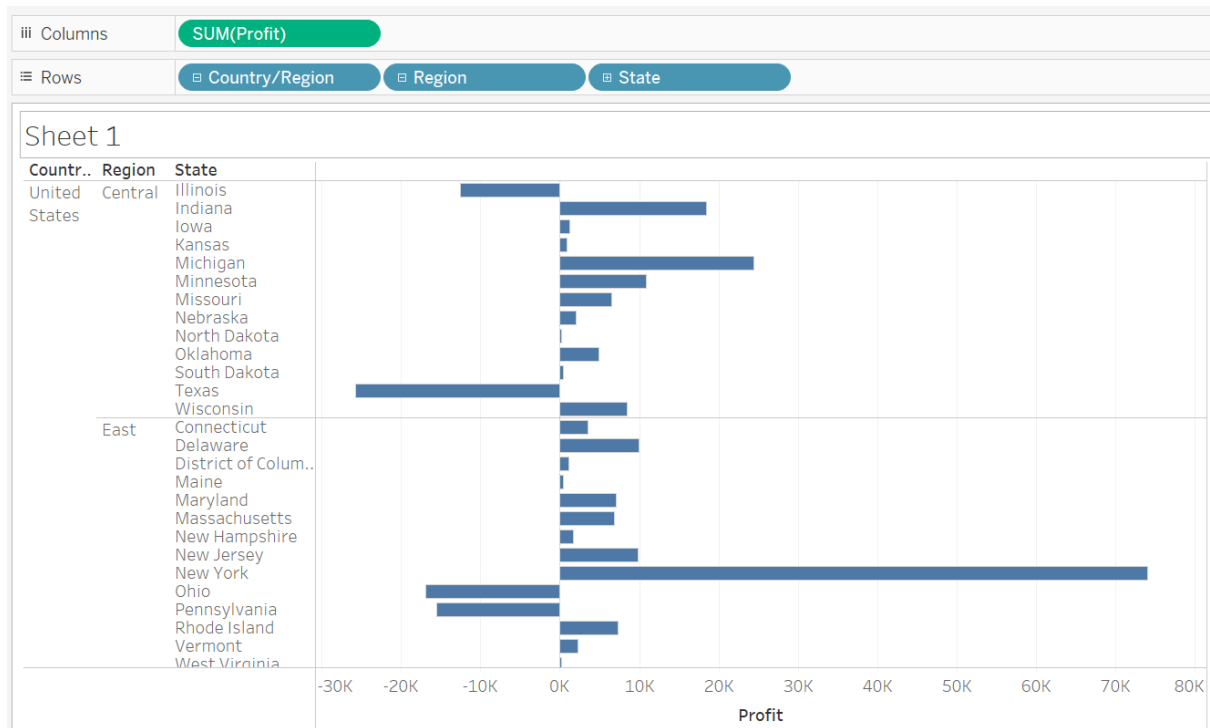 Columns SUM(Profit)
Rows Country/Region Region State
Sheet 1
Countr.. Region State
United States Central Illinois
Indiana
Iowa
Kansas
Michigan
Minnesota
Missouri
Nebraska
North Dakota
Oklahoma
South Dakota
Texas
Wisconsin
East Connecticut
Delaware
District of Colum..
Maine
Maryland
Massachusetts
New Hampshire
New Jersey
New York
Ohio
Pennsylvania
Rhode Island
Vermont
West Virginia
-30K -20K -10K 0K 10K 20K 30K 40K 50K 60K 70K 80K
Profit